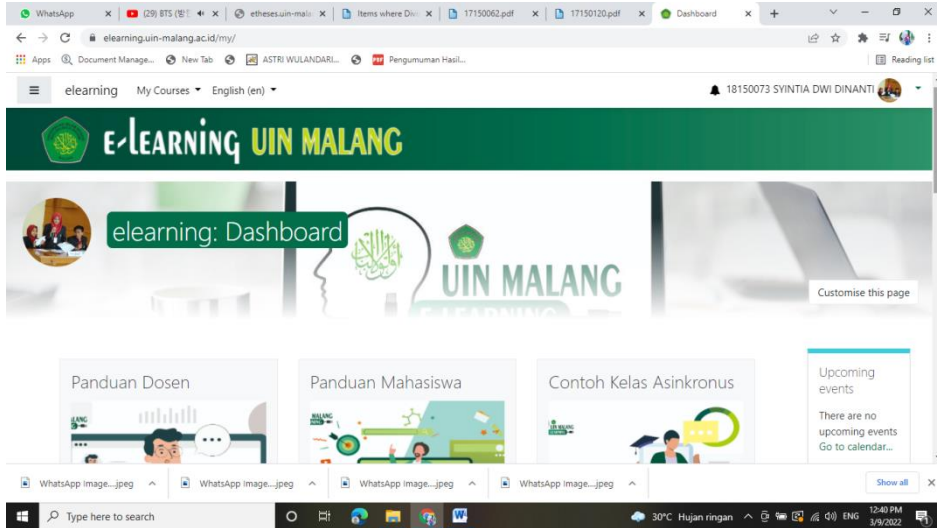 WhatsApp
(29) BTS
etheses.uin-mala
Items where Divi
17150062.pdf
17150120.pdf
Dashboard
elearning.uin-malang.ac.id/my/
Apps
Document Manage...
New Tab
ASTRI WULANDARI...
Pengumuman Hasil...
Reading list
elearning
My Courses
English (en)
18150073 SYINTIA DWI DINANTI
E-LEARNING UIN MALANG
elearning: Dashboard
UIN MALANG
E-LEARNING
Customise this page
Panduan Dosen
Panduan Mahasiswa
Contoh Kelas Asinkronus
Upcoming
events
There are no
upcoming events
Go to calendar...
WhatsApp Image....jpeg
WhatsApp Image....jpeg
WhatsApp Image....jpeg
WhatsApp Image....jpeg
Show all
Type here to search
30°C Hujan ringan
ENG
12:40 PM
3/9/2022